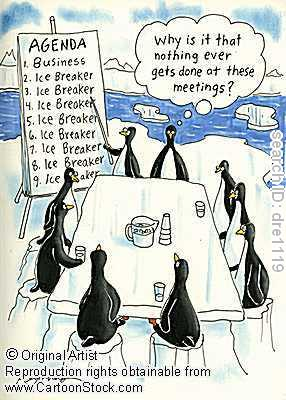 AGENDA
1. Business
2. Ice Breaker
3. Ice Breaker
4. Ice Breaker
5. Ice Breaker
6. Ice Breaker
7. Ice Breaker
8. Ice Breaker
9. Ice Breaker
Why is it that
nothing ever
gets done at these
meetings?
search ID: dre1119
© Original Artist
Reproduction rights obtainable from
www.CartoonStock.com